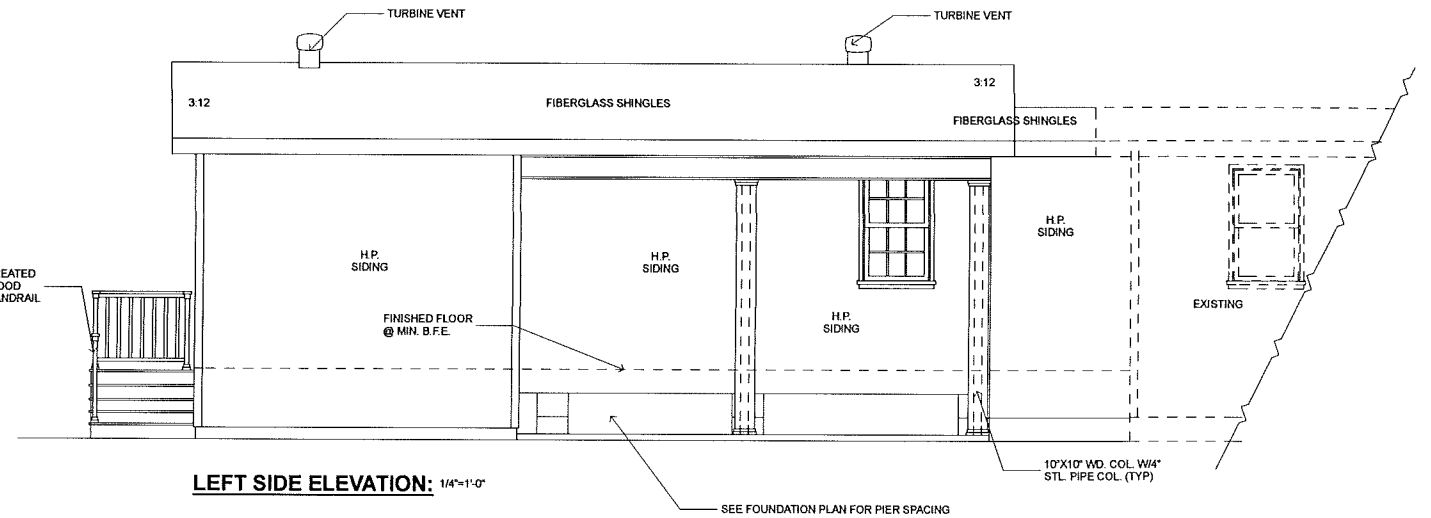 TURBINE VENT
TURBINE VENT
3:12
FIBERGLASS SHINGLES
3:12
FIBERGLASS SHINGLES
H.P.
SIDING
H.P.
SIDING
H.P.
SIDING
H.P.
SIDING
EATED
OOD
ANDRAIL
FINISHED FLOOR
@ MIN. B.F.E.
EXISTING
LEFT SIDE ELEVATION: 1/4"=1'-0"
10"X10" WD. COL. W/4"
STL. PIPE COL. (TYP)
SEE FOUNDATION PLAN FOR PIER SPACING